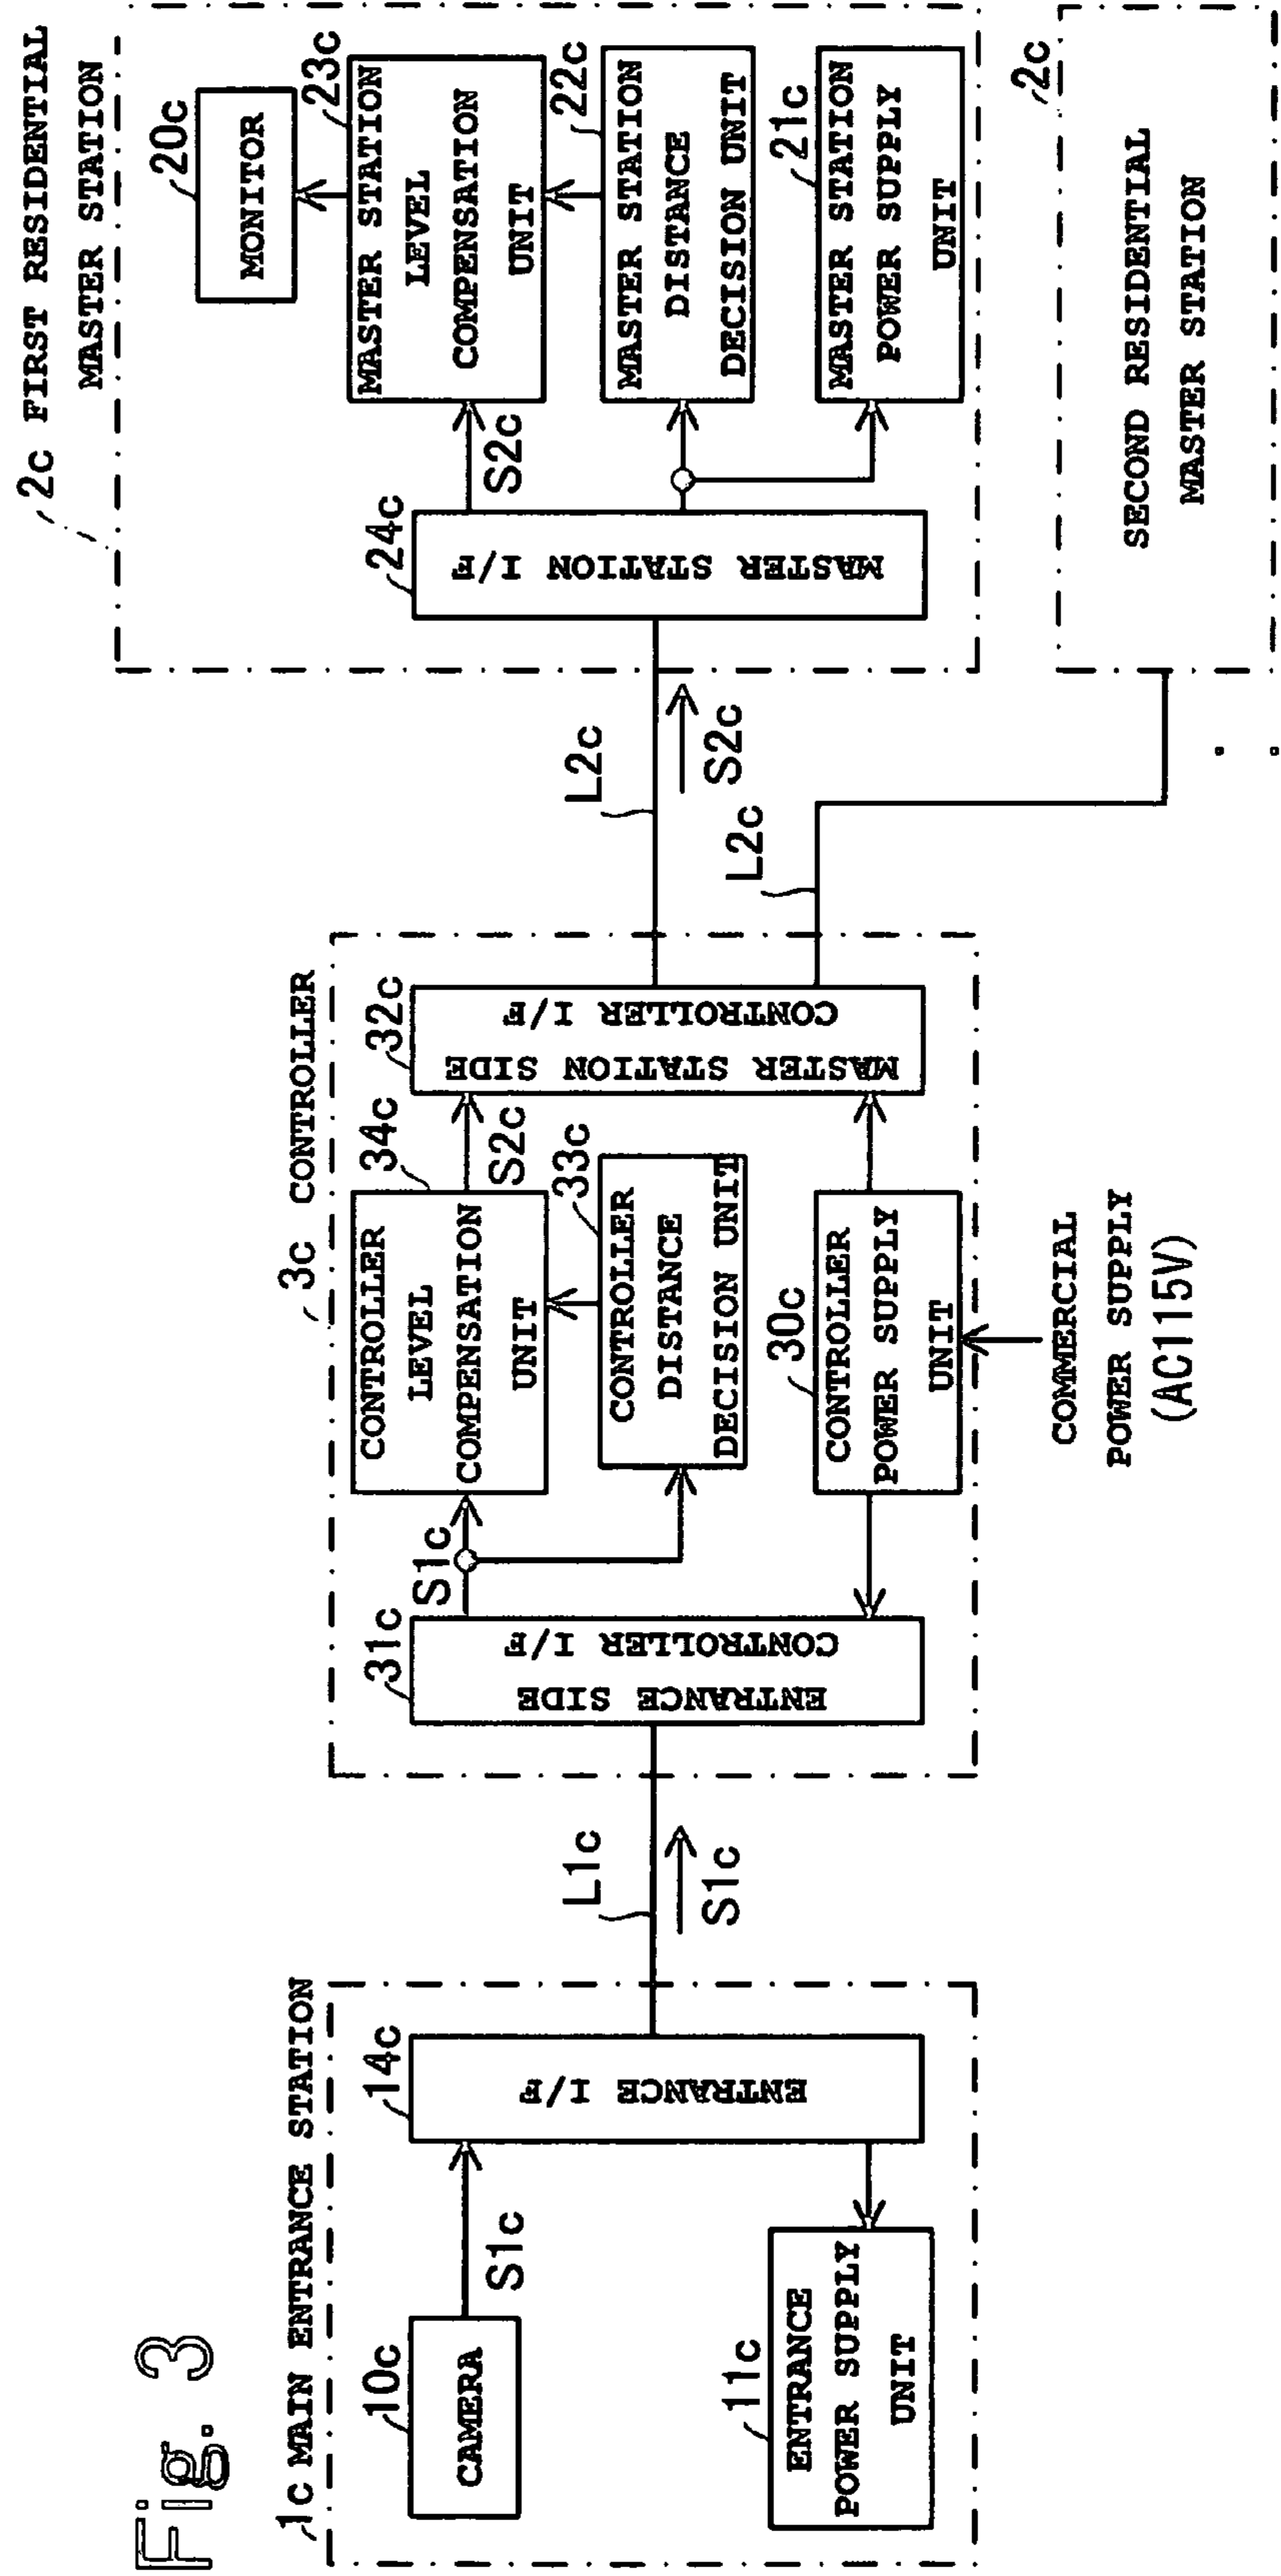 Fig. 3
1c MAIN ENTRANCE STATION
10c
CAMERA
S1c
11c
ENTRANCE
POWER SUPPLY
UNIT
14c
ENTRANCE I/F
L1c
S1c
3c CONTROLLER
31c
ENTRANCE SIDE
CONTROLLER I/F
S1c
34c
CONTROLLER
LEVEL
COMPENSATION
UNIT
S2c
33c
CONTROLLER
DISTANCE
DECISION UNIT
30c
CONTROLLER
POWER SUPPLY
UNIT
COMMERCIAL
POWER SUPPLY
(AC115V)
32c
MASTER STATION SIDE
CONTROLLER I/F
L2c
S2c
L2c
2c FIRST RESIDENTIAL
MASTER STATION
24c
MASTER STATION I/F
S2c
20c
MONITOR
23c
MASTER STATION
LEVEL
COMPENSATION
UNIT
22c
MASTER STATION
DISTANCE
DECISION UNIT
21c
MASTER STATION
POWER SUPPLY
UNIT
2c
SECOND RESIDENTIAL
MASTER STATION